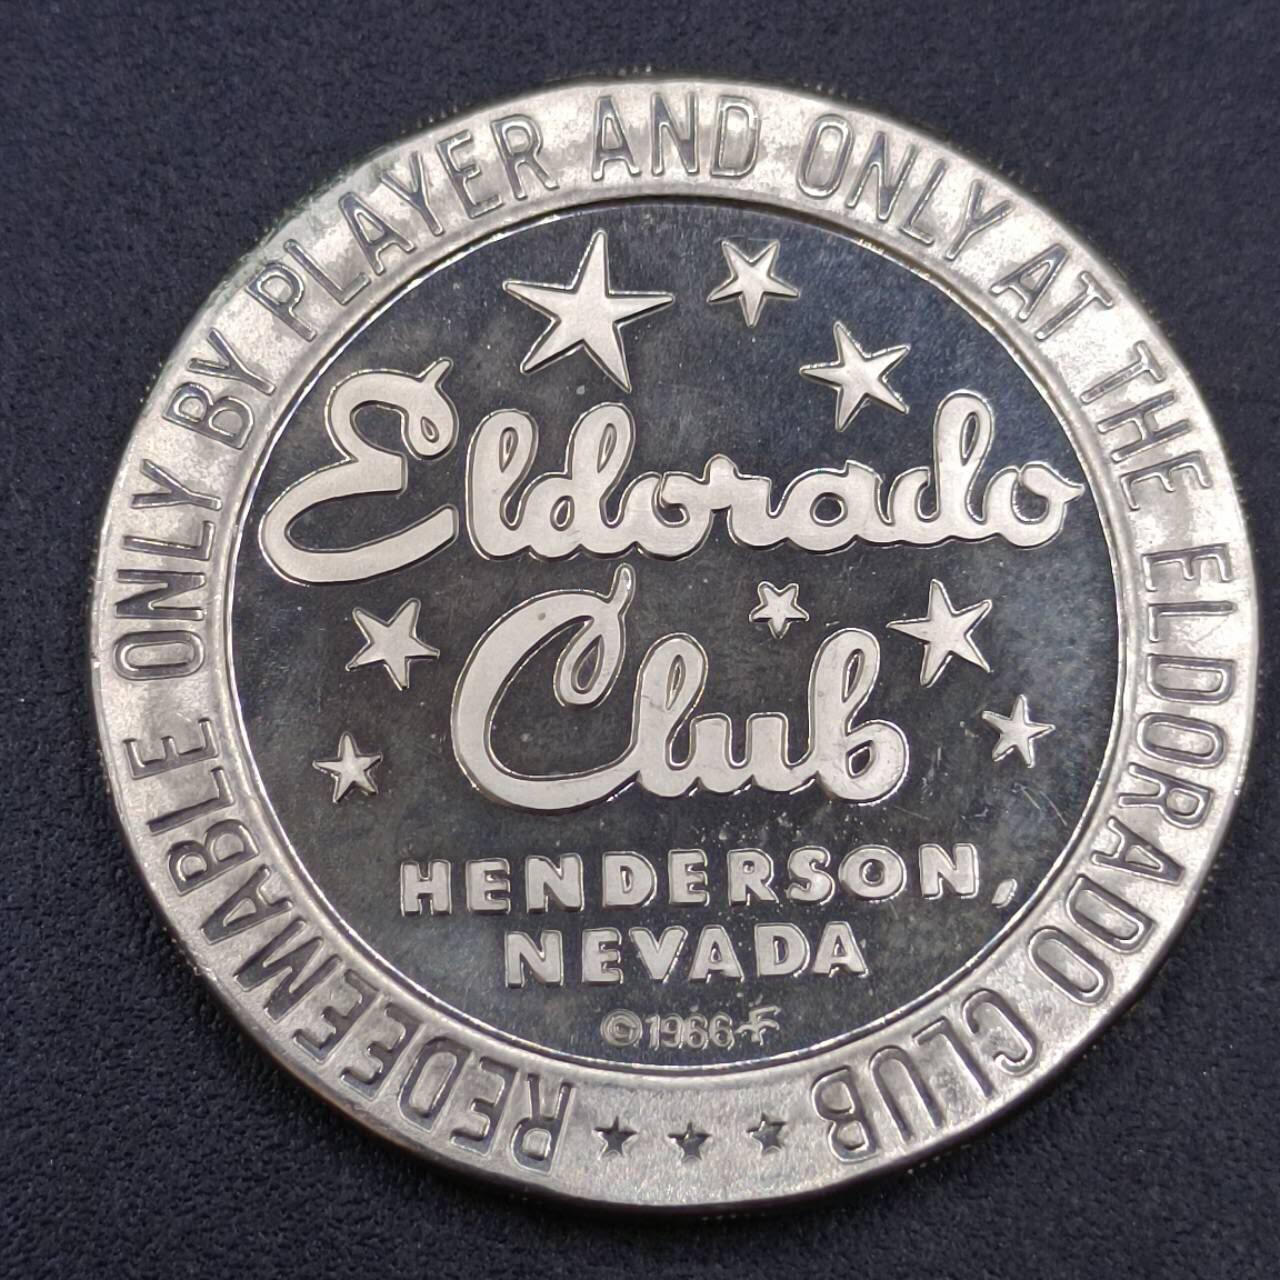 REDEEMABLE ONLY BY PLAYER AND ONLY AT THE ELDORADO CLUB
Eldorado
Club
HENDERSON,
NEVADA
©1966 F